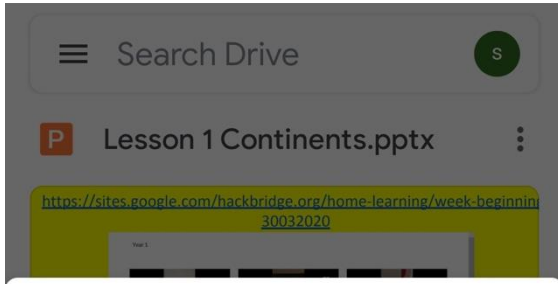 Search Drive
S
P
Lesson 1 Continents.pptx
https://sites.google.com/hackbridge.org/home-learning/week-beginning
30032020
Year 1